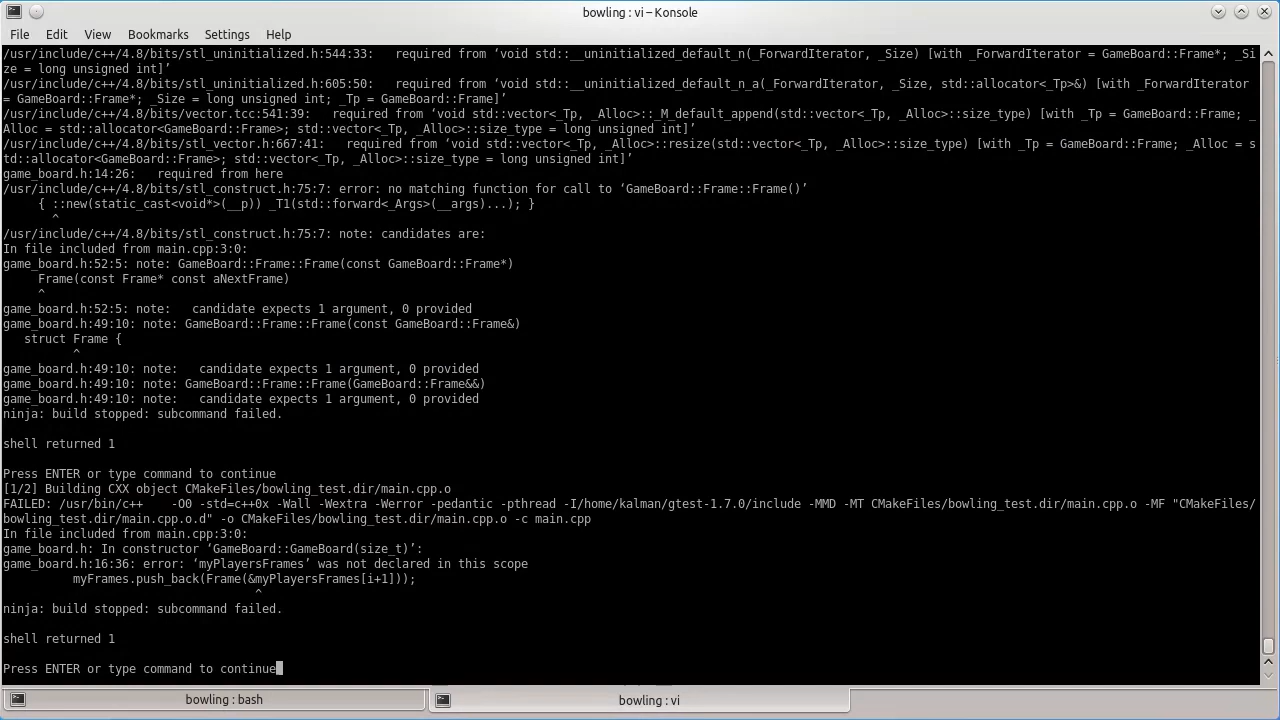 bowling : vi – Konsole
File Edit View Bookmarks Settings Help
/usr/include/c++/4.8/bits/stl_uninitialized.h:544:33:   required from ‘void std::__uninitialized_default_n(_ForwardIterator, _Size) [with _ForwardIterator = GameBoard::Frame*; _Si
ze = long unsigned int]’
/usr/include/c++/4.8/bits/stl_uninitialized.h:605:50:   required from ‘void std::__uninitialized_default_n_a(_ForwardIterator, _Size, std::allocator<_Tp>&) [with _ForwardIterator
= GameBoard::Frame*; _Size = long unsigned int; _Tp = GameBoard::Frame]’
/usr/include/c++/4.8/bits/vector.tcc:541:39:   required from ‘void std::vector<_Tp, _Alloc>::_M_default_append(std::vector<_Tp, _Alloc>::size_type) [with _Tp = GameBoard::Frame; _
Alloc = std::allocator<GameBoard::Frame>; std::vector<_Tp, _Alloc>::size_type = long unsigned int]’
/usr/include/c++/4.8/bits/stl_vector.h:667:41:   required from ‘void std::vector<_Tp, _Alloc>::resize(std::vector<_Tp, _Alloc>::size_type) [with _Tp = GameBoard::Frame; _Alloc = s
td::allocator<GameBoard::Frame>; std::vector<_Tp, _Alloc>::size_type = long unsigned int]’
game_board.h:14:26:   required from here
/usr/include/c++/4.8/bits/stl_construct.h:75:7: error: no matching function for call to ‘GameBoard::Frame::Frame()’
     { ::new(static_cast<void*>(__p)) _T1(std::forward<_Args>(__args)...); }
       ^
/usr/include/c++/4.8/bits/stl_construct.h:75:7: note: candidates are:
In file included from main.cpp:3:0:
game_board.h:52:5: note: GameBoard::Frame::Frame(const GameBoard::Frame*)
     Frame(const Frame* const aNextFrame)
     ^
game_board.h:52:5: note:   candidate expects 1 argument, 0 provided
game_board.h:49:10: note: GameBoard::Frame::Frame(const GameBoard::Frame&)
   struct Frame {
          ^
game_board.h:49:10: note:   candidate expects 1 argument, 0 provided
game_board.h:49:10: note: GameBoard::Frame::Frame(GameBoard::Frame&&)
game_board.h:49:10: note:   candidate expects 1 argument, 0 provided
ninja: build stopped: subcommand failed.
shell returned 1
Press ENTER or type command to continue
[1/2] Building CXX object CMakeFiles/bowling_test.dir/main.cpp.o
FAILED: /usr/bin/c++    -O0 -std=c++0x -Wall -Wextra -Werror -pedantic -pthread -I/home/kalman/gtest-1.7.0/include -MMD -MT CMakeFiles/bowling_test.dir/main.cpp.o -MF "CMakeFiles/
bowling_test.dir/main.cpp.o.d" -o CMakeFiles/bowling_test.dir/main.cpp.o -c main.cpp
In file included from main.cpp:3:0:
game_board.h: In constructor ‘GameBoard::GameBoard(size_t)’:
game_board.h:16:36: error: ‘myPlayersFrames’ was not declared in this scope
          myFrames.push_back(Frame(&myPlayersFrames[i+1]));
                                    ^
ninja: build stopped: subcommand failed.
shell returned 1
Press ENTER or type command to continue
bowling : bash
bowling : vi